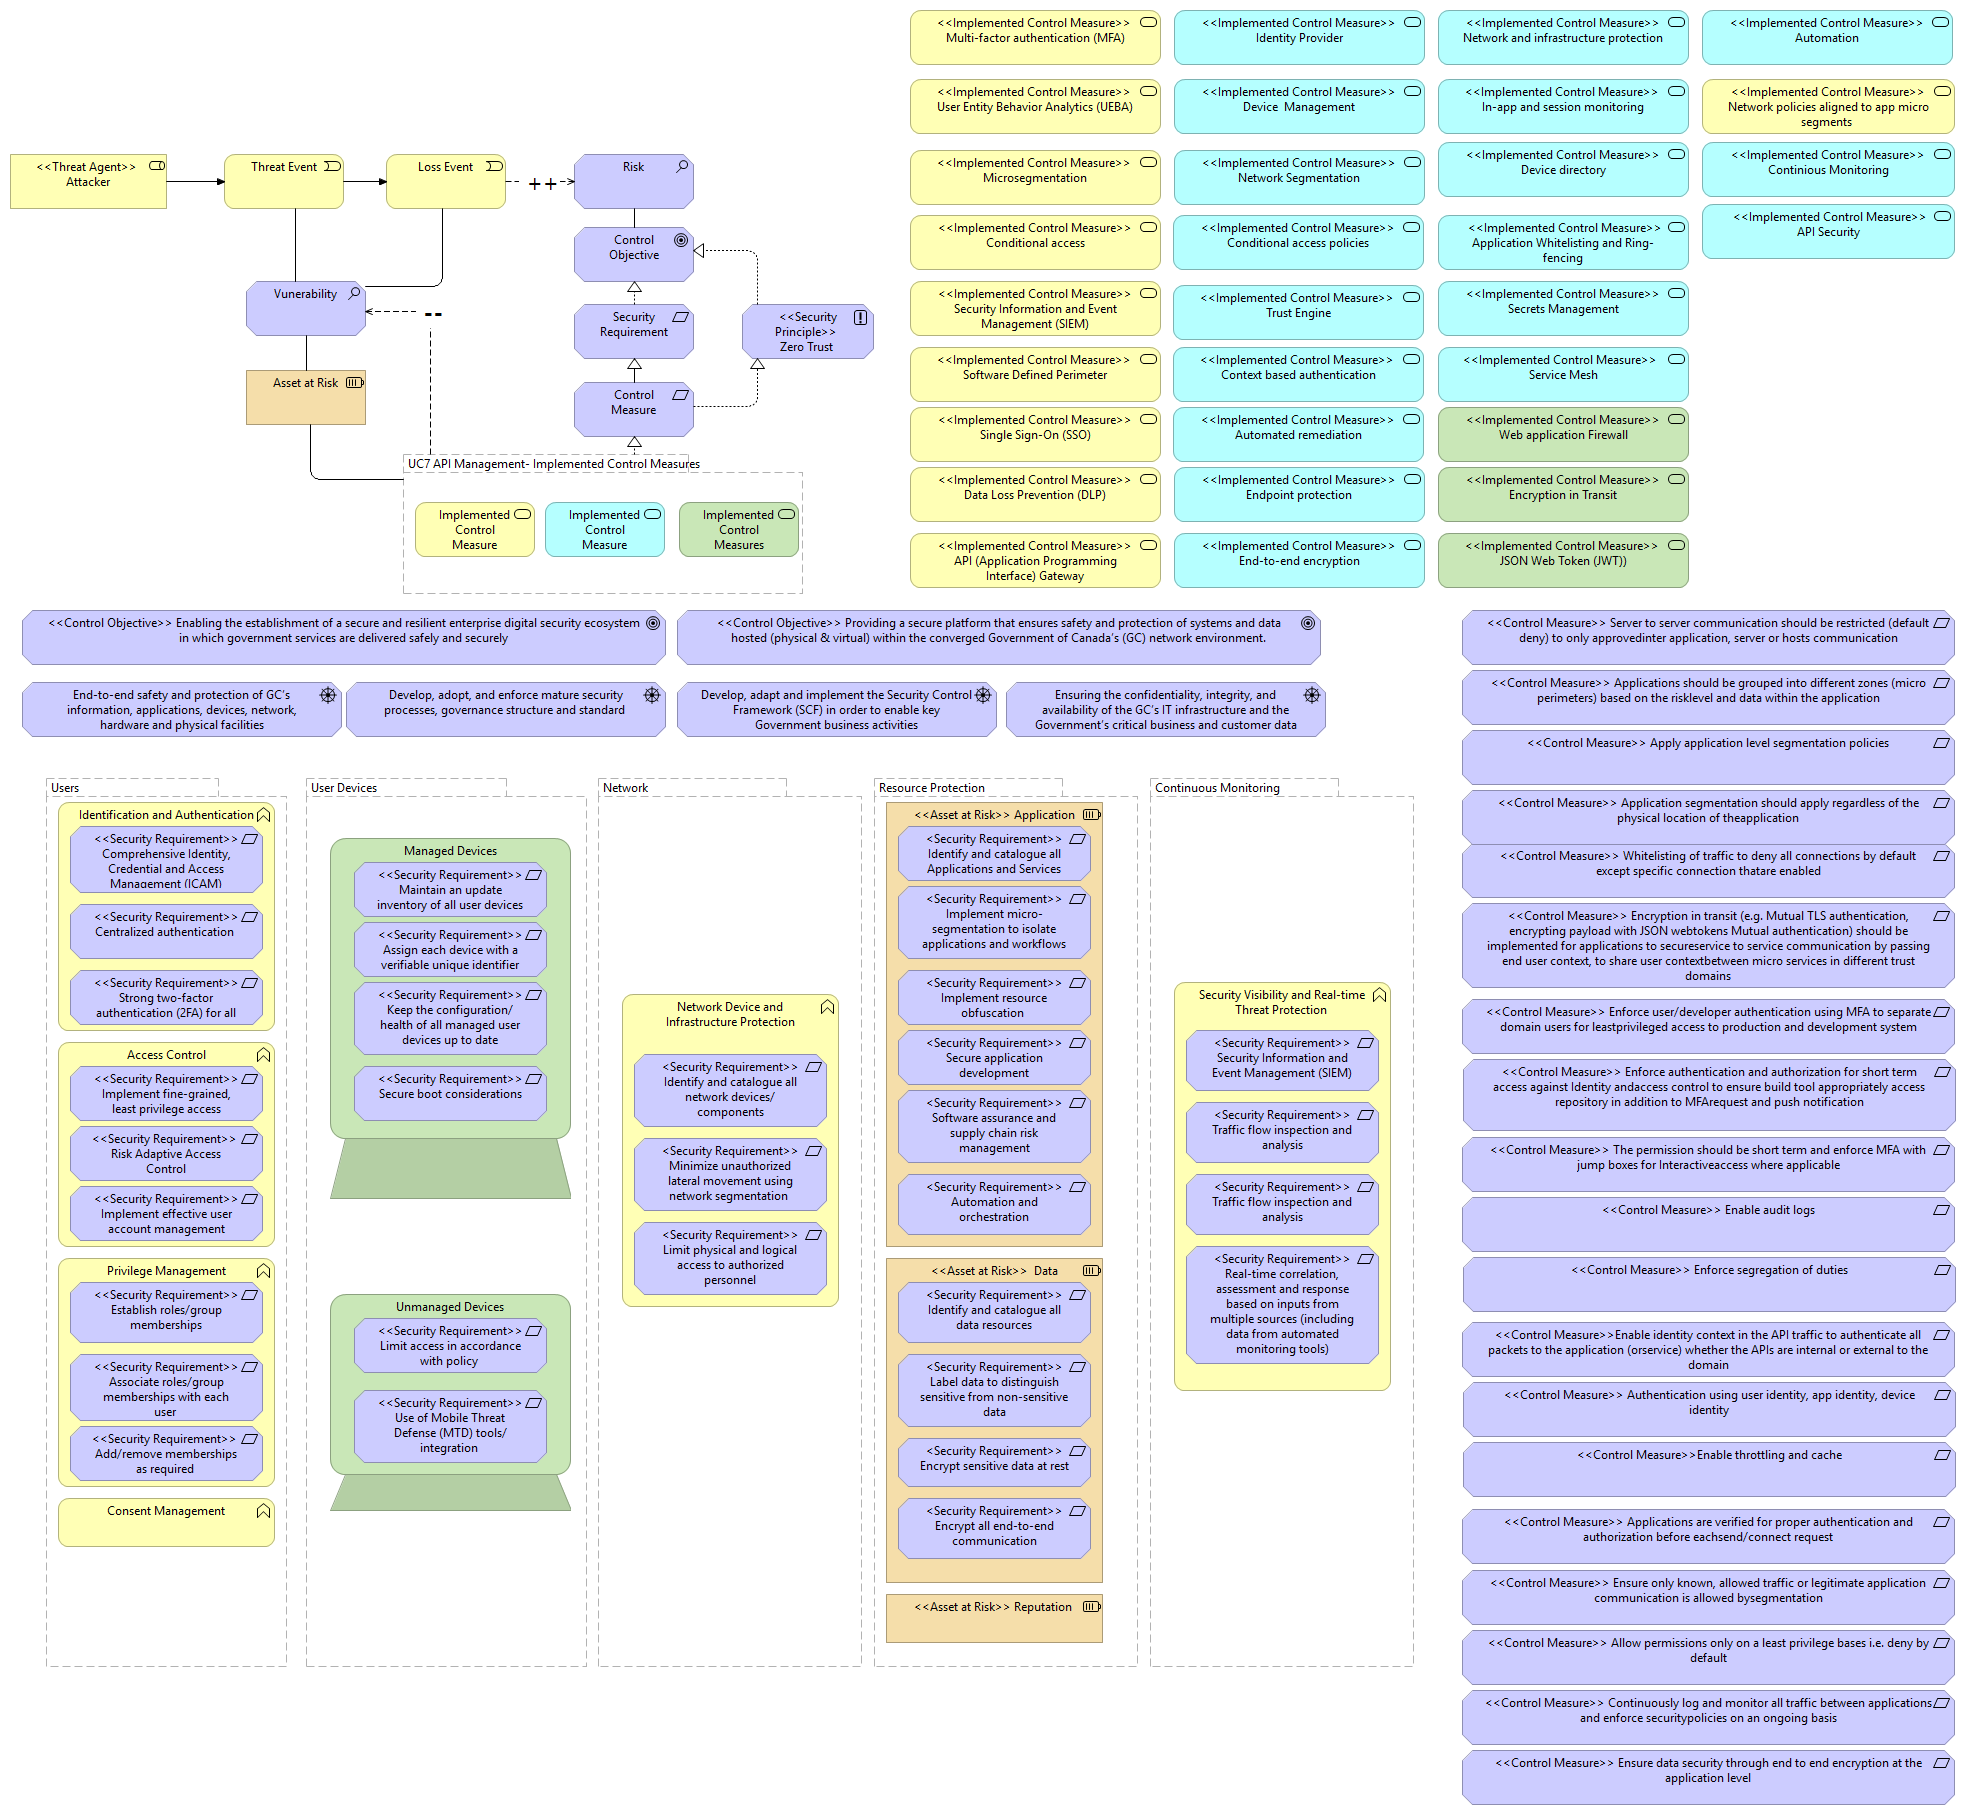 <<Implemented Control Measure>>
Multi-factor authentication (MFA)
<<Implemented Control Measure>>
Identity Provider
<<Implemented Control Measure>>
Network and infrastructure protection
<<Implemented Control Measure>>
Automation
<<Implemented Control Measure>>
User Entity Behavior Analytics (UEBA)
<<Implemented Control Measure>>
Device  Management
<<Implemented Control Measure>>
In-app and session monitoring
<<Implemented Control Measure>>
Network policies aligned to app micro
segments
<<Implemented Control Measure>>
Microsegmentation
<<Implemented Control Measure>>
Network Segmentation
<<Implemented Control Measure>>
Device directory
<<Implemented Control Measure>>
Continious Monitoring
<<Implemented Control Measure>>
Conditional access
<<Implemented Control Measure>>
Conditional access policies
<<Implemented Control Measure>>
Application Whitelisting and Ring-
fencing
<<Implemented Control Measure>>
API Security
<<Implemented Control Measure>>
Security Information and Event
Management (SIEM)
<<Implemented Control Measure>>
Trust Engine
<<Implemented Control Measure>>
Secrets Management
<<Implemented Control Measure>>
Software Defined Perimeter
<<Implemented Control Measure>>
Context based authentication
<<Implemented Control Measure>>
Service Mesh
<<Implemented Control Measure>>
Single Sign-On (SSO)
<<Implemented Control Measure>>
Automated remediation
<<Implemented Control Measure>>
Web application Firewall
<<Implemented Control Measure>>
Data Loss Prevention (DLP)
<<Implemented Control Measure>>
Endpoint protection
<<Implemented Control Measure>>
Encryption in Transit
<<Implemented Control Measure>>
API (Application Programming
Interface) Gateway
<<Implemented Control Measure>>
End-to-end encryption
<<Implemented Control Measure>>
JSON Web Token (JWT))
<<Threat Agent>>
Attacker
Threat Event
Loss Event
++
Risk
Control
Objective
Vunerability
--
Security
Requirement
<<Security
Principle>>
Zero Trust
Asset at Risk
Control
Measure
UC7 API Management- Implemented Control Measures
Implemented
Control
Measure
Implemented
Control
Measure
Implemented
Control
Measures
<<Control Objective>> Enabling the establishment of a secure and resilient enterprise digital security ecosystem
in which government services are delivered safely and securely
<<Control Objective>> Providing a secure platform that ensures safety and protection of systems and data
hosted (physical & virtual) within the converged Government of Canada's (GC) network environment.
End-to-end safety and protection of GC's
information, applications, devices, network,
hardware and physical facilities
Develop, adopt, and enforce mature security
processes, governance structure and standard
Develop, adapt and implement the Security Control
Framework (SCF) in order to enable key
Government business activities
Ensuring the confidentiality, integrity, and
availability of the GC's IT infrastructure and the
Government's critical business and customer data
Users
Identification and Authentication
<<Security Requirement>>
Comprehensive Identity,
Credential and Access
Management (ICAM)
<<Security Requirement>>
Centralized authentication
<<Security Requirement>>
Strong two-factor
authentication (2FA) for all
Access Control
<<Security Requirement>>
Implement fine-grained,
least privilege access
<<Security Requirement>>
Risk Adaptive Access
Control
<<Security Requirement>>
Implement effective user
account management
Privilege Management
<<Security Requirement>>
Establish roles/group
memberships
<<Security Requirement>>
Associate roles/group
memberships with each
user
<<Security Requirement>>
Add/remove memberships
as required
Consent Management
User Devices
Managed Devices
<<Security Requirement>>
Maintain an update
inventory of all user devices
<<Security Requirement>>
Assign each device with a
verifiable unique identifier
<<Security Requirement>>
Keep the configuration/
health of all managed user
devices up to date
<<Security Requirement>>
Secure boot considerations
Unmanaged Devices
<<Security Requirement>>
Limit access in accordance
with policy
<<Security Requirement>>
Use of Mobile Threat
Defense (MTD) tools/
integration
Network
Network Device and
Infrastructure Protection
<Security Requirement>>
Identify and catalogue all
network devices/
components
<Security Requirement>>
Minimize unauthorized
lateral movement using
network segmentation
<Security Requirement>>
Limit physical and logical
access to authorized
personnel
Resource Protection
<<Asset at Risk>> Application
<Security Requirement>>
Identify and catalogue all
Applications and Services
<Security Requirement>>
Implement micro-
segmentation to isolate
applications and workflows
<Security Requirement>>
Implement resource
obfuscation
<Security Requirement>>
Secure application
development
<Security Requirement>>
Software assurance and
supply chain risk
management
<Security Requirement>>
Automation and
orchestration
<<Asset at Risk>>  Data
<Security Requirement>>
Identify and catalogue all
data resources
<Security Requirement>>
Label data to distinguish
sensitive from non-sensitive
data
<Security Requirement>>
Encrypt sensitive data at rest
<Security Requirement>>
Encrypt all end-to-end
communication
<<Asset at Risk>> Reputation
Continuous Monitoring
Security Visibility and Real-time
Threat Protection
<Security Requirement>>
Security Information and
Event Management (SIEM)
<Security Requirement>>
Traffic flow inspection and
analysis
<Security Requirement>>
Traffic flow inspection and
analysis
<Security Requirement>>
Real-time correlation,
assessment and response
based on inputs from
multiple sources (including
data from automated
monitoring tools)
<<Control Measure>> Server to server communication should be restricted (default
deny) to only approvedinter application, server or hosts communication
<<Control Measure>> Applications should be grouped into different zones (micro
perimeters) based on the risklevel and data within the application
<<Control Measure>> Apply application level segmentation policies
<<Control Measure>> Application segmentation should apply regardless of the
physical location of theapplication
<<Control Measure>> Whitelisting of traffic to deny all connections by default
except specific connection thatare enabled
<<Control Measure>> Encryption in transit (e.g. Mutual TLS authentication,
encrypting payload with JSON webtokens Mutual authentication) should be
implemented for applications to secureservice to service communication by passing
end user context, to share user contextbetween micro services in different trust
domains
<<Control Measure>> Enforce user/developer authentication using MFA to separate
domain users for leastprivileged access to production and development system
<<Control Measure>> Enforce authentication and authorization for short term
access against Identity andaccess control to ensure build tool appropriately access
repository in addition to MFArequest and push notification
<<Control Measure>> The permission should be short term and enforce MFA with
jump boxes for Interactiveaccess where applicable
<<Control Measure>> Enable audit logs
<<Control Measure>> Enforce segregation of duties
<<Control Measure>>Enable identity context in the API traffic to authenticate all
packets to the application (orservice) whether the APIs are internal or external to the
domain
<<Control Measure>> Authentication using user identity, app identity, device
identity
<<Control Measure>>Enable throttling and cache
<<Control Measure>> Applications are verified for proper authentication and
authorization before eachsend/connect request
<<Control Measure>> Ensure only known, allowed traffic or legitimate application
communication is allowed bysegmentation
<<Control Measure>> Allow permissions only on a least privilege bases i.e. deny by
default
<<Control Measure>> Continuously log and monitor all traffic between applications
and enforce securitypolicies on an ongoing basis
<<Control Measure>> Ensure data security through end to end encryption at the
application level